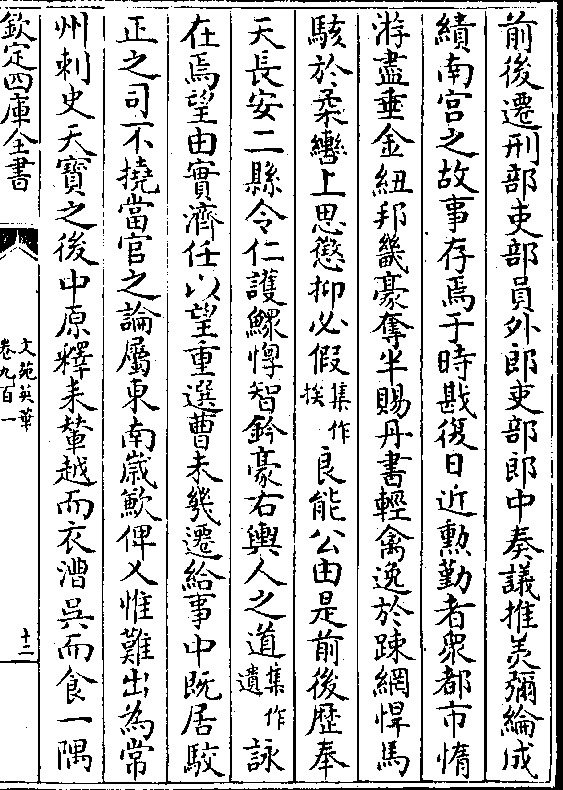 前後遷刑部吏部員外郎吏部郎中奏議推羙彌綸成
績南宫之故事存焉于時戡復日近勲勤者衆都市惰
游盡垂金紐邦畿豪奪半賜丹書輕禽逸於踈網悍馬
駭於柔轡上思懲抑必假集作挨良能公由是前後歴奉
天長安二縣令仁護鰥惸智鈐豪右輿人之道集作遺詠
在焉望由實濟任以望重選曹未幾遷給事中既居駮
正之司不撓當官之論屬東南嵗歉俾乂惟難出為常
州刺史天寳之後中原釋耒輦越而衣漕呉而食一隅
欽定四庫全書
文苑英華
卷九百一
十三